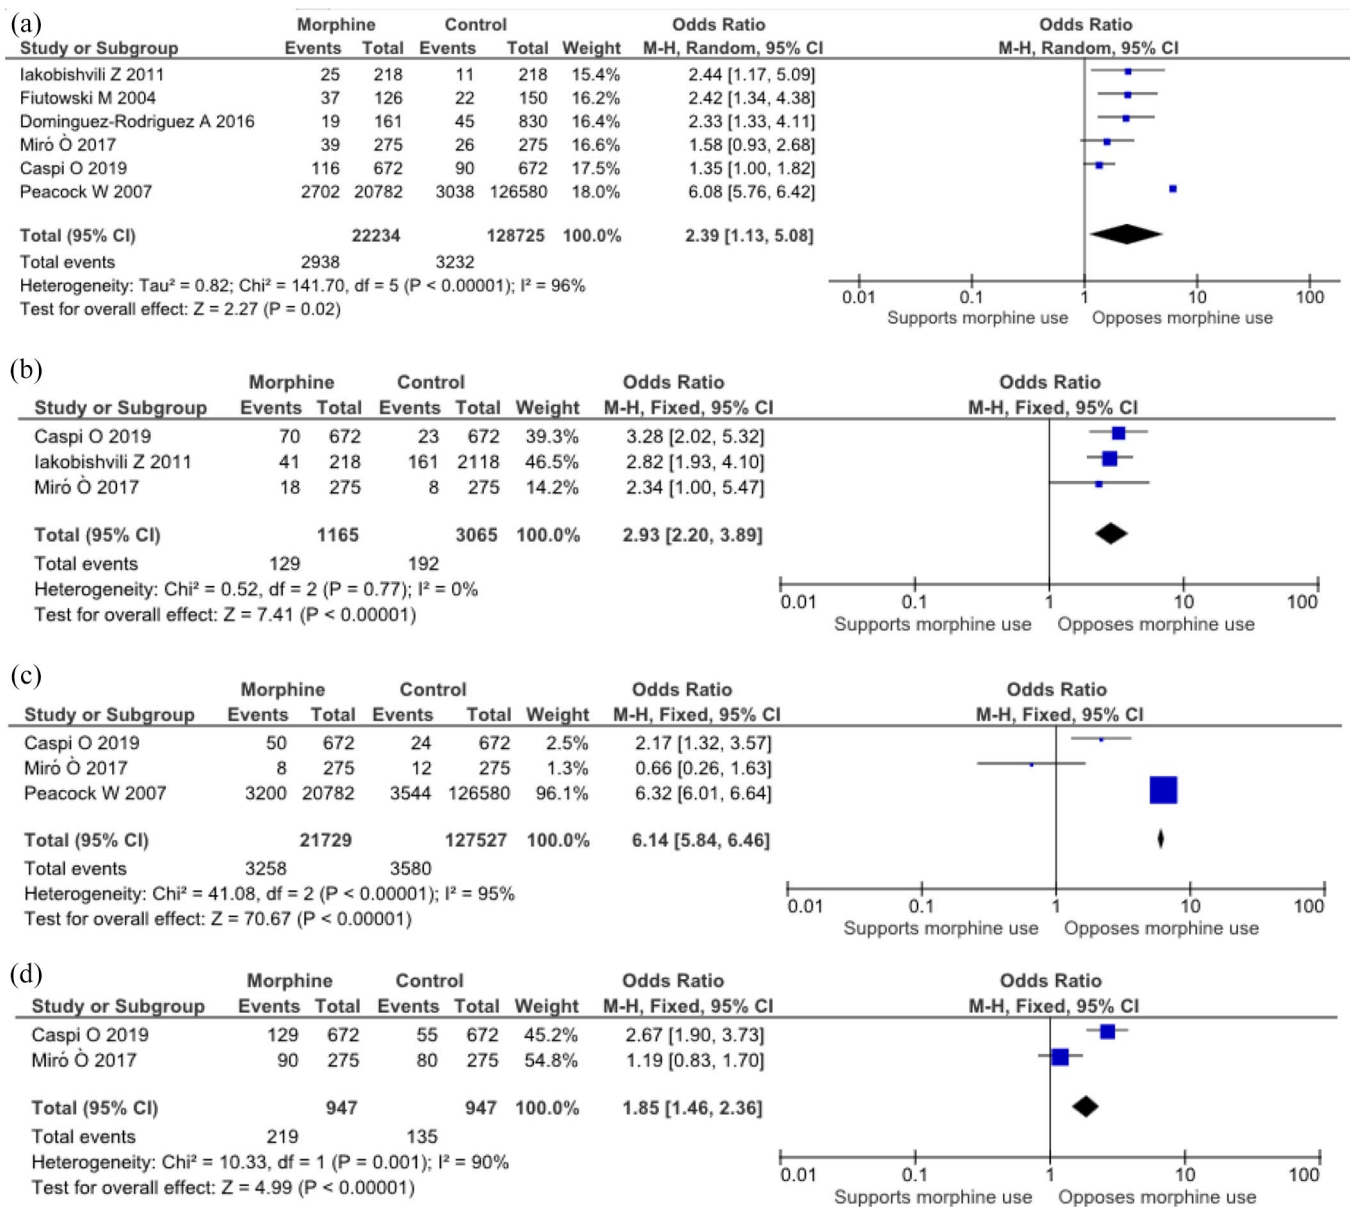 (a)
Morphine Control Odds Ratio Odds Ratio
Study or Subgroup Events Total Events Total Weight M-H, Random, 95% CI M-H, Random, 95% CI
Iakobishvili Z 2011 25 218 11 218 15.4% 2.44 [1.17, 5.09]
Fiutowski M 2004 37 126 22 150 16.2% 2.42 [1.34, 4.38]
Dominguez-Rodriguez A 2016 19 161 45 830 16.4% 2.33 [1.33, 4.11]
Miró Ò 2017 39 275 26 275 16.6% 1.58 [0.93, 2.68]
Caspi O 2019 116 672 90 672 17.5% 1.35 [1.00, 1.82]
Peacock W 2007 2702 20782 3038 126580 18.0% 6.08 [5.76, 6.42]
Total (95% CI) 22234 128725 100.0% 2.39 [1.13, 5.08]
Total events 2938 3232
Heterogeneity: Tau² = 0.82; Chi² = 141.70, df = 5 (P < 0.00001); I² = 96%
Test for overall effect: Z = 2.27 (P = 0.02)
0.01 0.1 1 10 100
Supports morphine use Opposes morphine use
(b)
Morphine Control Odds Ratio Odds Ratio
Study or Subgroup Events Total Events Total Weight M-H, Fixed, 95% CI M-H, Fixed, 95% CI
Caspi O 2019 70 672 23 672 39.3% 3.28 [2.02, 5.32]
Iakobishvili Z 2011 41 218 161 2118 46.5% 2.82 [1.93, 4.10]
Miró Ò 2017 18 275 8 275 14.2% 2.34 [1.00, 5.47]
Total (95% CI) 1165 3065 100.0% 2.93 [2.20, 3.89]
Total events 129 192
Heterogeneity: Chi² = 0.52, df = 2 (P = 0.77); I² = 0%
Test for overall effect: Z = 7.41 (P < 0.00001)
0.01 0.1 1 10 100
Supports morphine use Opposes morphine use
(c)
Morphine Control Odds Ratio Odds Ratio
Study or Subgroup Events Total Events Total Weight M-H, Fixed, 95% CI M-H, Fixed, 95% CI
Caspi O 2019 50 672 24 672 2.5% 2.17 [1.32, 3.57]
Miró Ò 2017 8 275 12 275 1.3% 0.66 [0.26, 1.63]
Peacock W 2007 3200 20782 3544 126580 96.1% 6.32 [6.01, 6.64]
Total (95% CI) 21729 127527 100.0% 6.14 [5.84, 6.46]
Total events 3258 3580
Heterogeneity: Chi² = 41.08, df = 2 (P < 0.00001); I² = 95%
Test for overall effect: Z = 70.67 (P < 0.00001)
0.01 0.1 1 10 100
Supports morphine use Opposes morphine use
(d)
Morphine Control Odds Ratio Odds Ratio
Study or Subgroup Events Total Events Total Weight M-H, Fixed, 95% CI M-H, Fixed, 95% CI
Caspi O 2019 129 672 55 672 45.2% 2.67 [1.90, 3.73]
Miró Ò 2017 90 275 80 275 54.8% 1.19 [0.83, 1.70]
Total (95% CI) 947 947 100.0% 1.85 [1.46, 2.36]
Total events 219 135
Heterogeneity: Chi² = 10.33, df = 1 (P = 0.001); I² = 90%
Test for overall effect: Z = 4.99 (P < 0.00001)
0.01 0.1 1 10 100
Supports morphine use Opposes morphine use